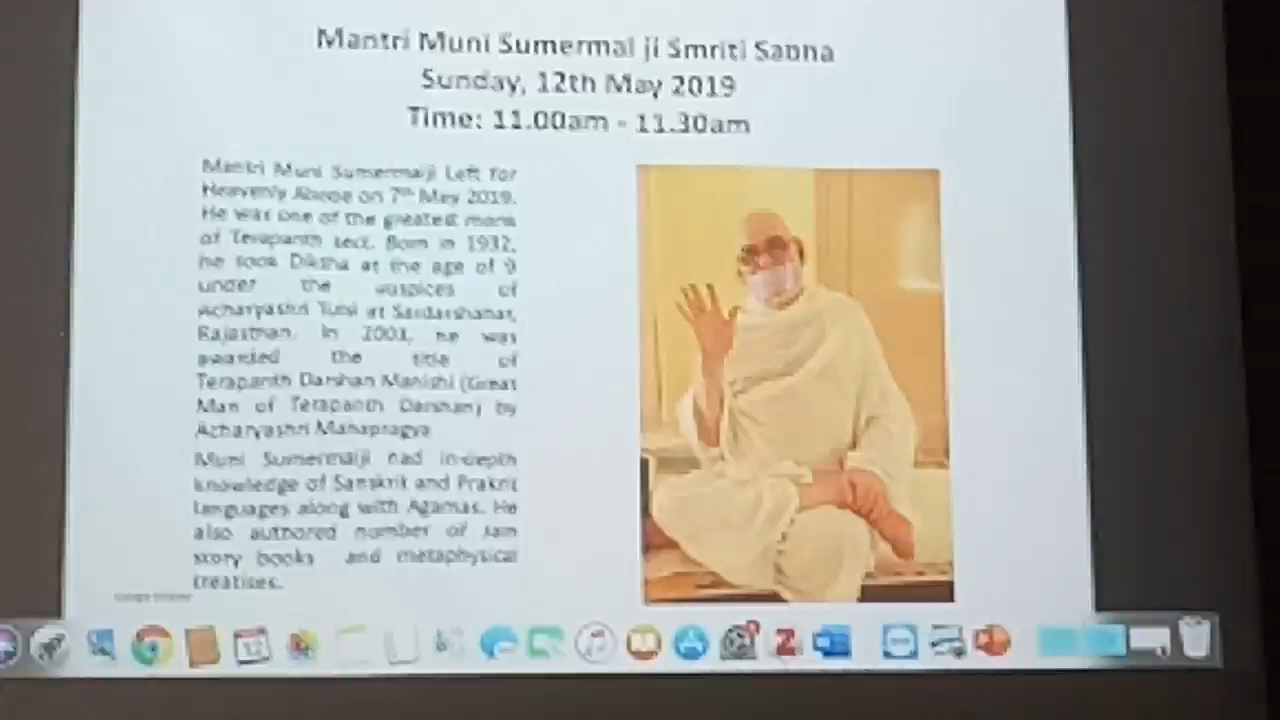 Mantri Muni Sumermal ji Smriti Sabha
Sunday, 12th May 2019
Time: 11.00am - 11.30am
Mantri Muni Sumermalji Left for
Heavenly Abode on 7th May 2019.
He was one of the greatest monk
of Terapanth sect. Born in 1932,
he took Diksha at the age of 9
under the auspices of
Acharyashri Tulsi at Sardarshahar,
Rajasthan. In 2003, he was
awarded the title of
Terapanth Darshan Manishi (Great
Man of Terapanth Darshan) by
Acharyashri Mahapragya
Muni Sumermalji had in-depth
knowledge of Sanskrit and Prakrit
languages along with Agamas. He
also authored number of Jain
story books and metaphysical
treatises.
12